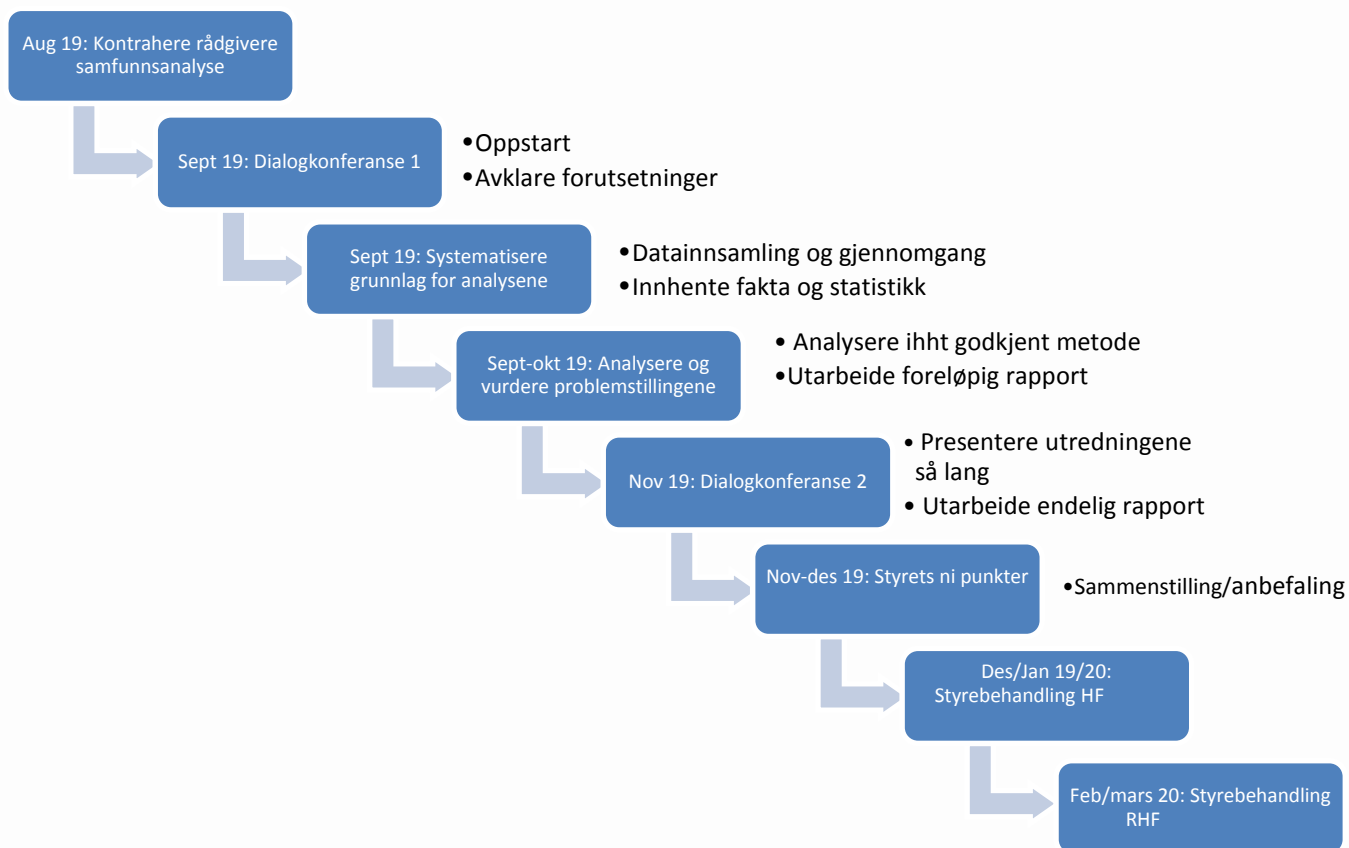 Aug 19: Kontrahere rådgivere
samfunnsanalyse
Sept 19: Dialogkonferanse 1
•Oppstart
•Avklare forutsetninger
Sept 19: Systematisere
grunnlag for analysene
•Datainnsamling og gjennomgang
•Innhente fakta og statistikk
Sept-okt 19: Analysere og
vurdere problemstillingene
• Analysere ihht godkjent metode
•Utarbeide foreløpig rapport
Nov 19: Dialogkonferanse 2
• Presentere utredningene
så lang
• Utarbeide endelig rapport
Nov-des 19: Styrets ni punkter
•Sammenstilling/anbefaling
Des/Jan 19/20:
Styrebehandling HF
Feb/mars 20: Styrebehandling
RHF